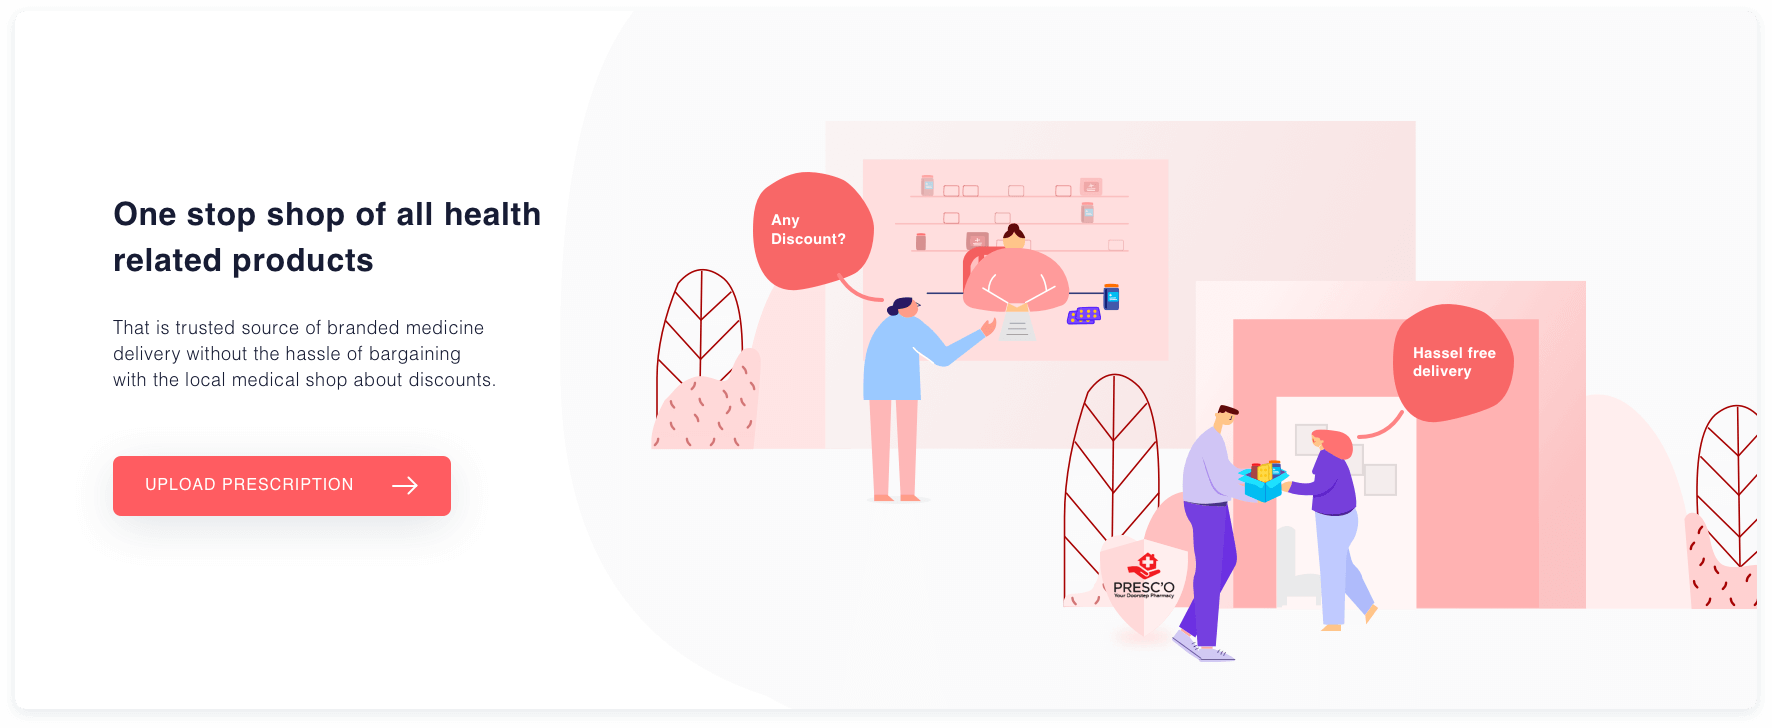 One stop shop of all health
related products
That is trusted source of branded medicine
delivery without the hassle of bargaining
with the local medical shop about discounts.
UPLOAD PRESCRIPTION
Any
Discount?
Hassel free
delivery
PRESC'O
Your Doorstep Pharmacy